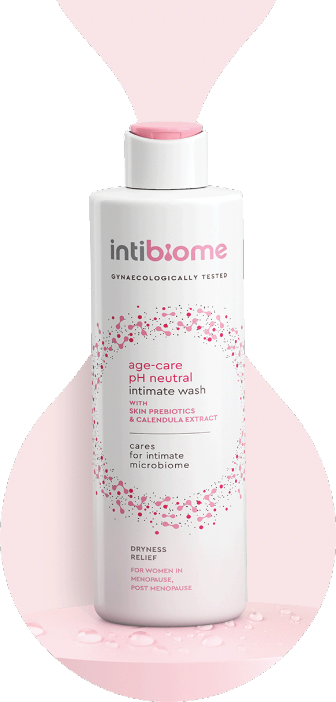 intibiome
GYNAECOLOGICALLY TESTED
age-care
pH neutral
intimate wash
WITH
SKIN PREBIOTICS
& CALENDULA EXTRACT
cares
for intimate
microbiome
DRYNESS
RELIEF
FOR WOMEN IN
MENOPAUSE,
POST MENOPAUSE